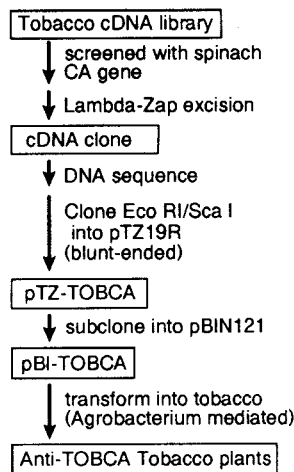 Tobacco cDNA library
screened with spinach
CA gene
Lambda-Zap excision
cDNA clone
DNA sequence
Clone Eco RI/Sca I
into pTZ19R
(blunt-ended)
pTZ-TOBCA
subclone into pBIN121
pBI-TOBCA
transform into tobacco
(Agrobacterium mediated)
Anti-TOBCA Tobacco plants